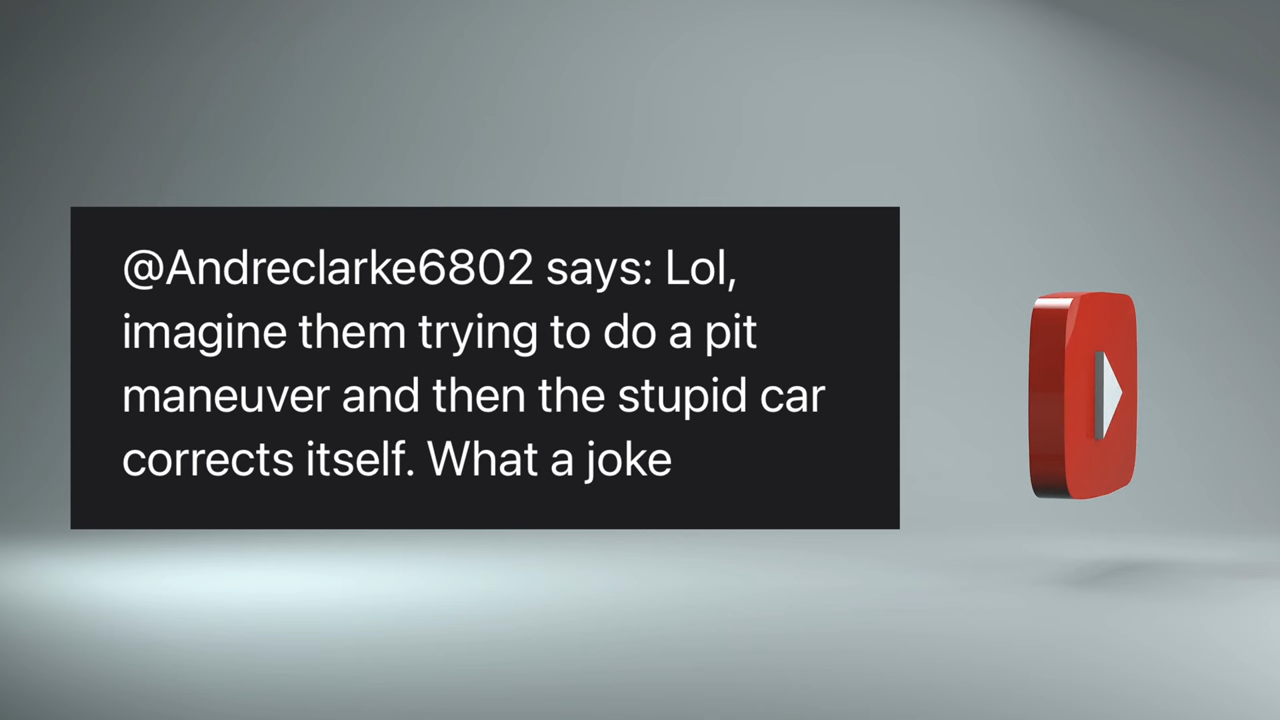 @Andreclarke6802 says: Lol,
imagine them trying to do a pit
maneuver and then the stupid car
corrects itself. What a joke